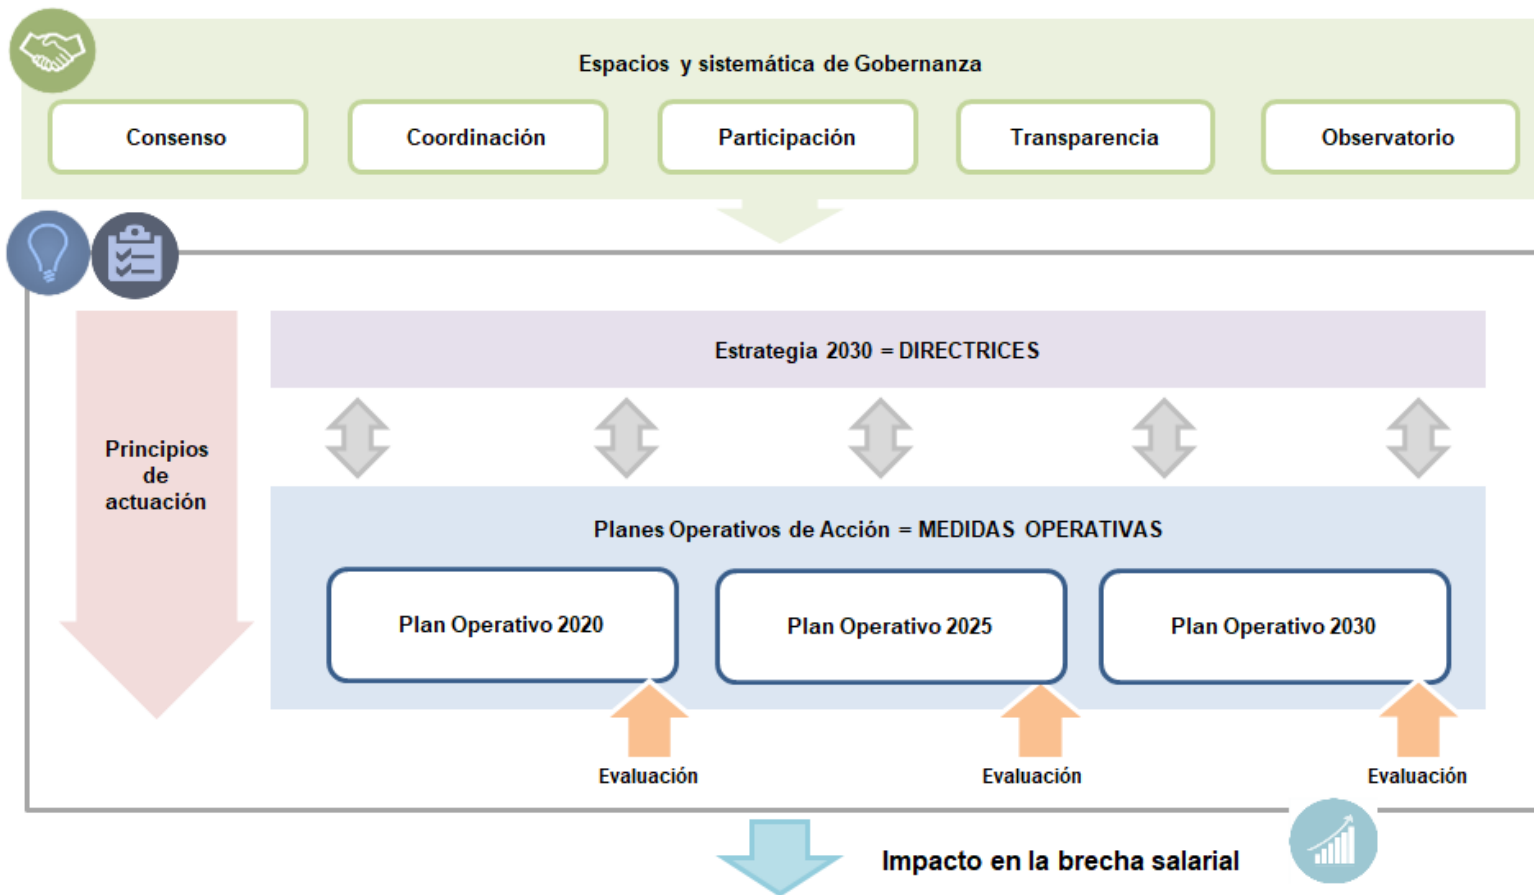 Espacios y sistemática de Gobernanza
Consenso
Coordinación
Participación
Transparencia
Observatorio
Estrategia 2030 = DIRECTRICES
Principios
de
actuación
Planes Operativos de Acción = MEDIDAS OPERATIVAS
Plan Operativo 2020
Plan Operativo 2025
Plan Operativo 2030
Evaluación
Evaluación
Evaluación
Impacto en la brecha salarial